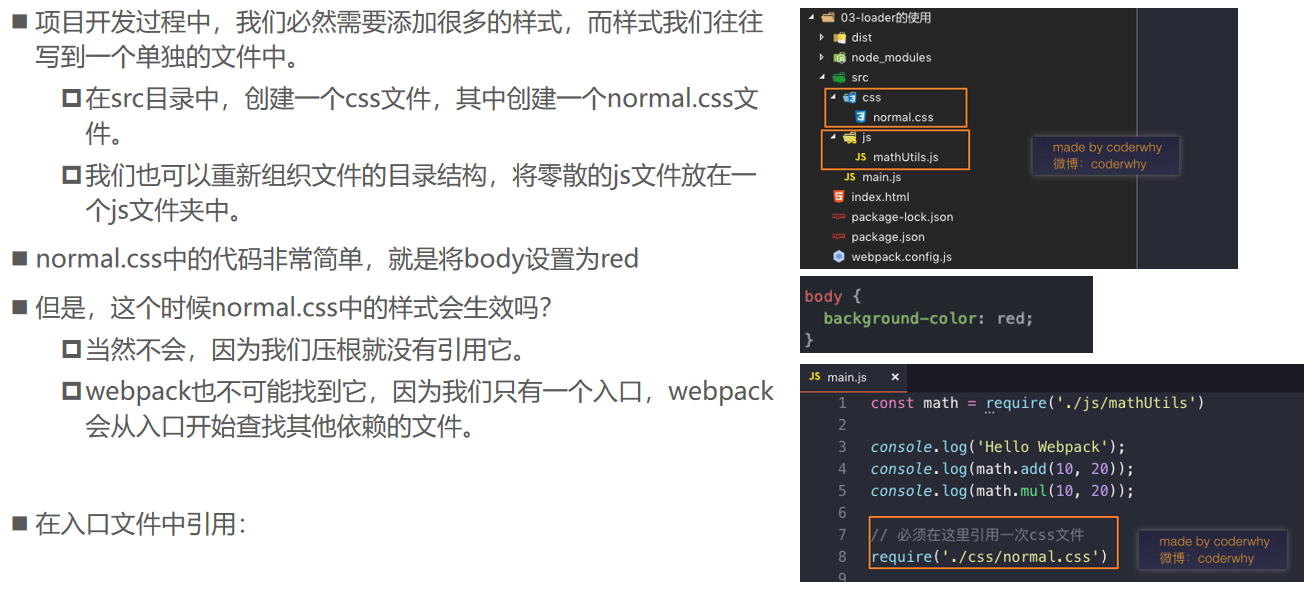 项目开发过程中，我们必然需要添加很多的样式，而样式我们往往
写到一个单独的文件中。
在src目录中，创建一个css文件，其中创建一个normal.css文
件。
我们也可以重新组织文件的目录结构，将零散的js文件放在一
个js文件夹中。
normal.css中的代码非常简单，就是将body设置为red
但是，这个时候normal.css中的样式会生效吗？
当然不会，因为我们压根就没有引用它。
webpack也不可能找到它，因为我们只有一个入口，webpack
会从入口开始查找其他依赖的文件。
在入口文件中引用：
03-loader的使用
dist
node_modules
src
css
normal.css
js
JS mathUtils.js
JS main.js
index.html
package-lock.json
package.json
webpack.config.js
made by coderwhy
微博：coderwhy
body {
background-color: red;
}
JS main.js ×
1 const math = require('./js/mathUtils')
2
3 console.log('Hello Webpack');
4 console.log(math.add(10, 20));
5 console.log(math.mul(10, 20));
6
7 // 必须在这里引用一次css文件
8 require('./css/normal.css')
9
made by coderwhy
微博：coderwhy